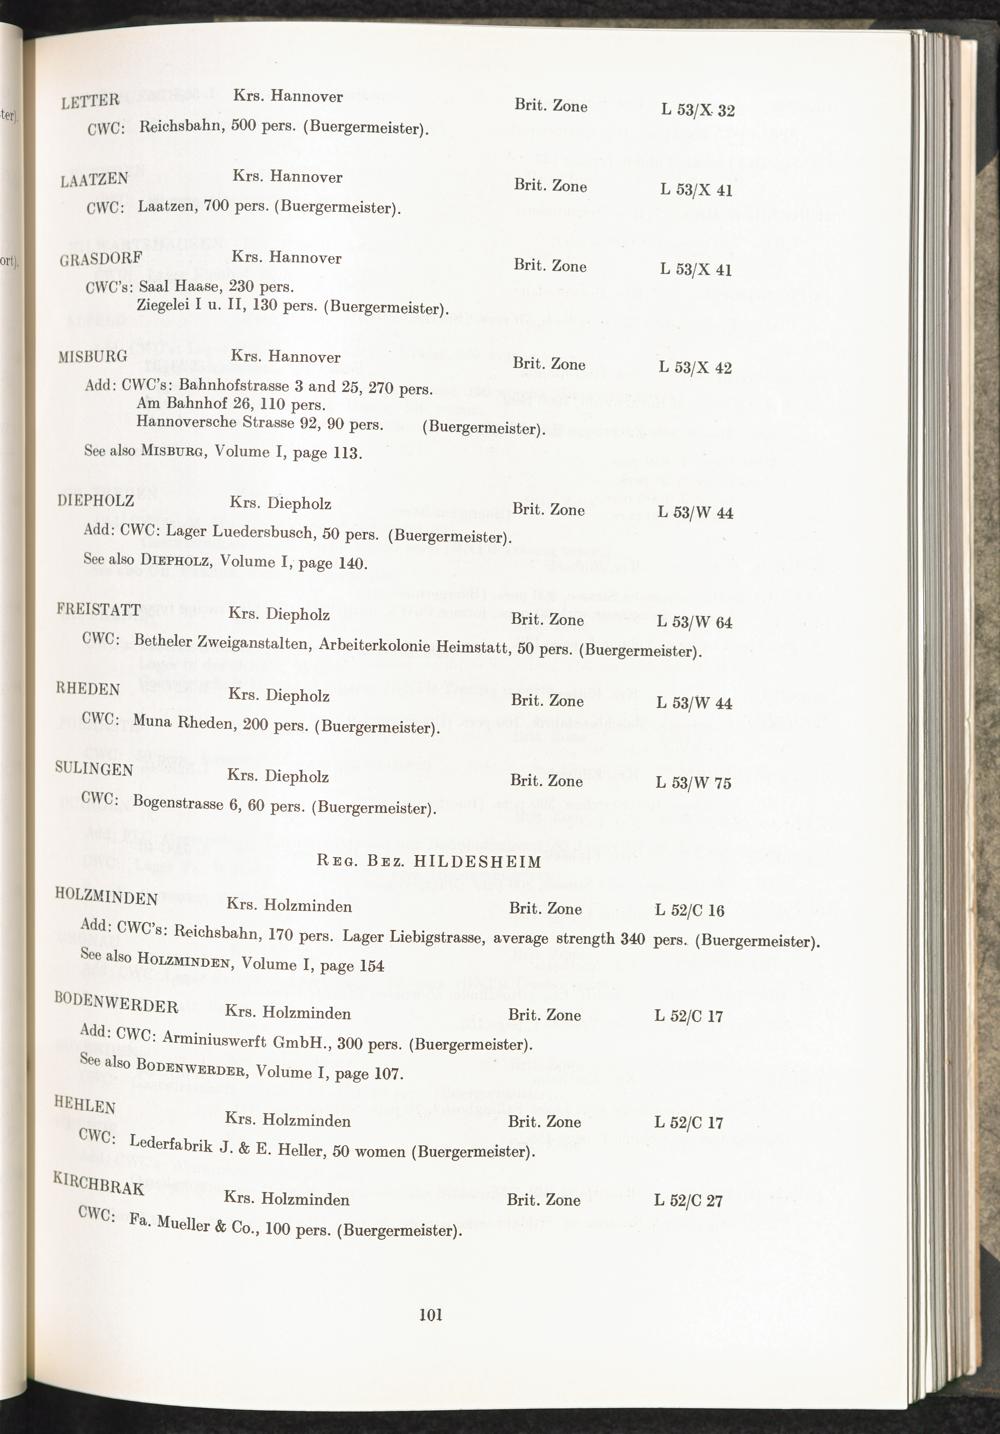 ter).
ort).
LETTER Krs. Hannover Brit. Zone L 53/X 32
CWC: Reichsbahn, 500 pers. (Buergermeister).
LAATZEN Krs. Hannover Brit. Zone L 53/X 41
CWC: Laatzen, 700 pers. (Buergermeister).
GRASDORF Krs. Hannover Brit. Zone L 53/X 41
CWC's: Saal Haase, 230 pers.
Ziegelei I u. II, 130 pers. (Buergermeister).
MISBURG Krs. Hannover Brit. Zone L 53/X 42
Add: CWC's: Bahnhofstrasse 3 and 25, 270 pers.
Am Bahnhof 26, 110 pers.
Hannoversche Strasse 92, 90 pers. (Buergermeister).
See also MISBURG, Volume I, page 113.
DIEPHOLZ Krs. Diepholz Brit. Zone L 53/W 44
Add: CWC: Lager Luedersbusch, 50 pers. (Buergermeister).
See also DIEPHOLZ, Volume I, page 140.
FREISTATT Krs. Diepholz Brit. Zone L 53/W 64
CWC: Betheler Zweiganstalten, Arbeiterkolonie Heimstatt, 50 pers. (Buergermeister).
RHEDEN Krs. Diepholz Brit. Zone L 53/W 44
CWC: Muna Rheden, 200 pers. (Buergermeister).
SULINGEN Krs. Diepholz Brit. Zone L 53/W 75
CWC: Bogenstrasse 6, 60 pers. (Buergermeister).
REG. BEZ. HILDESHEIM
HOLZMINDEN Krs. Holzminden Brit. Zone L 52/C 16
Add: CWC's: Reichsbahn, 170 pers. Lager Liebigstrasse, average strength 340 pers. (Buergermeister).
See also HOLZMINDEN, Volume I, page 154
BODENWERDER Krs. Holzminden Brit. Zone L 52/C 17
Add: CWC: Arminiuswerft GmbH., 300 pers. (Buergermeister).
See also BODENWERDER, Volume I, page 107.
HEHLEN Krs. Holzminden Brit. Zone L 52/C 17
CWC: Lederfabrik J. & E. Heller, 50 women (Buergermeister).
KIRCHBRAK Krs. Holzminden Brit. Zone L 52/C 27
CWC: Fa. Mueller & Co., 100 pers. (Buergermeister).
101